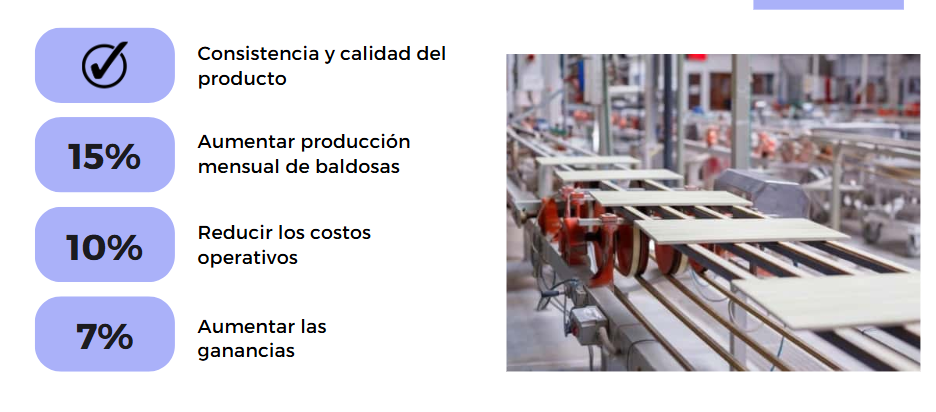 Consistencia y calidad del
producto
15%
Aumentar producción
mensual de baldosas
10%
Reducir los costos
operativos
7%
Aumentar las
ganancias